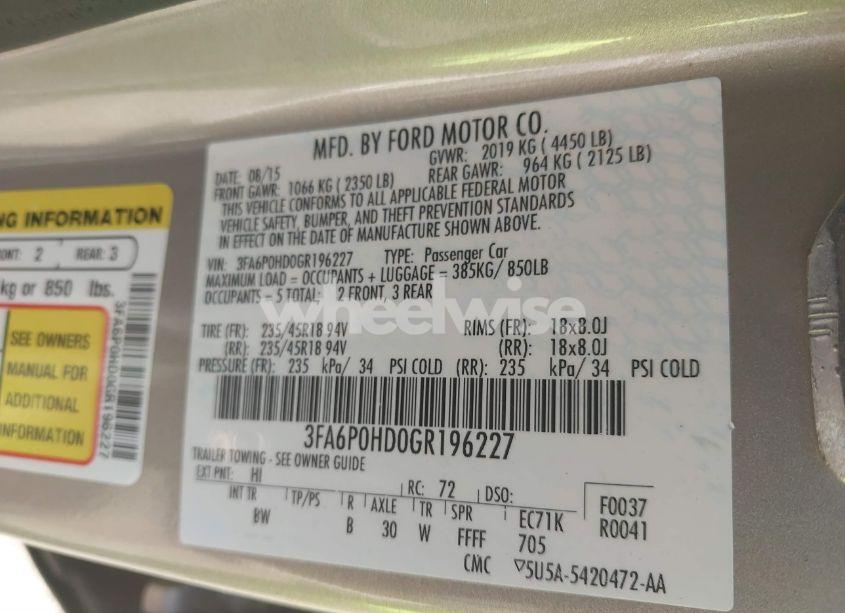 MFD. BY FORD MOTOR CO.
DATE: 08/15 GVWR: 2019 KG ( 4450 LB)
FRONT GAWR: 1066 KG ( 2350 LB) REAR GAWR: 964 KG ( 2125 LB)
THIS VEHICLE CONFORMS TO ALL APPLICABLE FEDERAL MOTOR
VEHICLE SAFETY, BUMPER, AND THEFT PREVENTION STANDARDS
IN EFFECT ON THE DATE OF MANUFACTURE SHOWN ABOVE.
VIN: 3FA6P0HD0GR196227 TYPE: Passenger Car
MAXIMUM LOAD = OCCUPANTS + LUGGAGE = 385KG/ 850LB
OCCUPANTS = 5 TOTAL: 2 FRONT, 3 REAR
TIRE (FR): 235/45R18 94V RIMS (FR): 18x8.0J
(RR): 235/45R18 94V (RR): 18x8.0J
PRESSURE (FR): 235 kPa/ 34 PSI COLD (RR): 235 kPa/ 34 PSI COLD
3FA6P0HD0GR196227
TRAILER TOWING - SEE OWNER GUIDE
EXT PNT: HI RC: 72 DSO:
INT TR TP/PS R AXLE TR SPR EC71K F0037
BW B 30 W FFFF 705 R0041
CMC ▽5U5A-5420472-AA
NG INFORMATION
ONT: 2 REAR: 3
kg or 850 lbs.
SEE OWNERS
MANUAL FOR
ADDITIONAL
INFORMATION
3FA6P0HD0GR196227
wheelwise